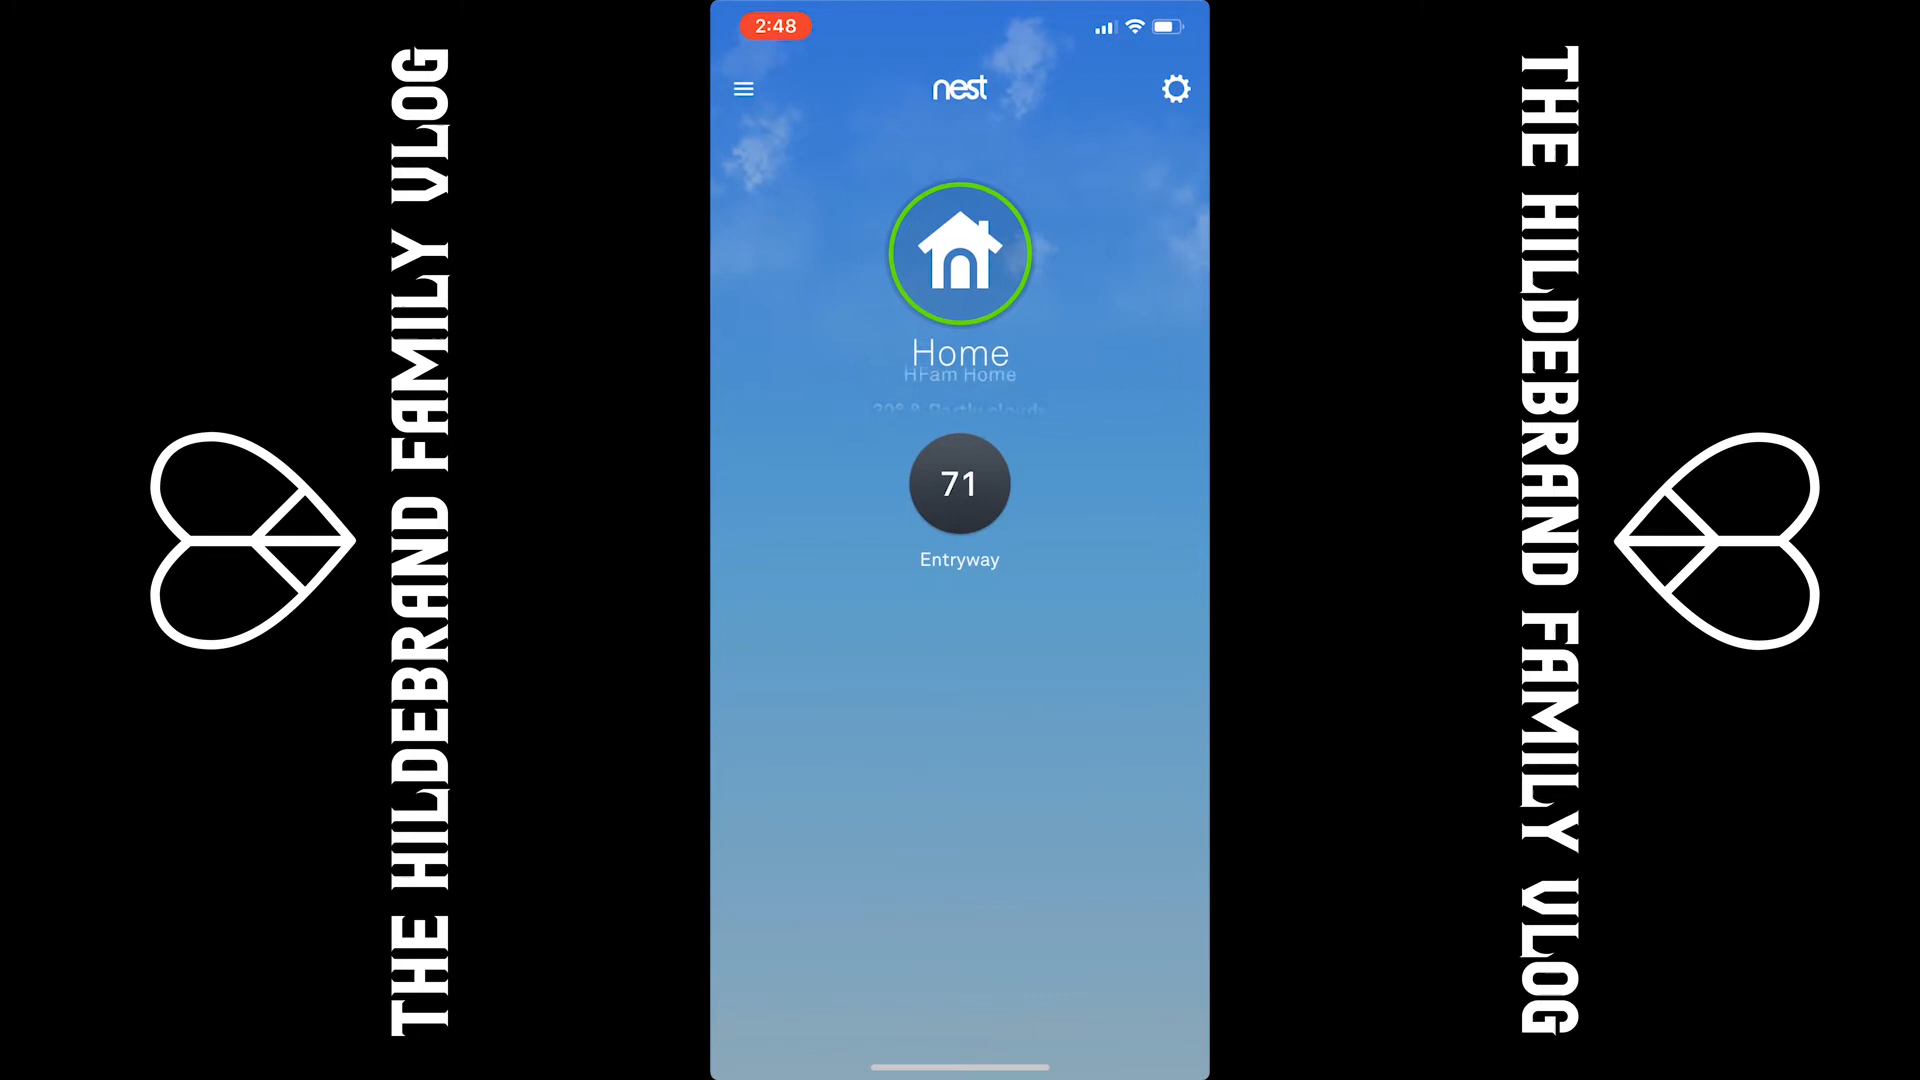 THE HILDEBRAND FAMILY VLOG
2:48
nest
Home
HFam Home
71
Entryway
THE HILDEBRAND FAMILY VLOG